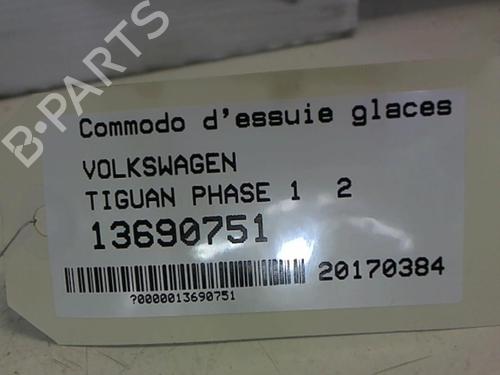 B-PARTS
Commodo d'essuie glaces
VOLKSWAGEN
TIGUAN PHASE 1 2
13690751
20170384
?0000013690751